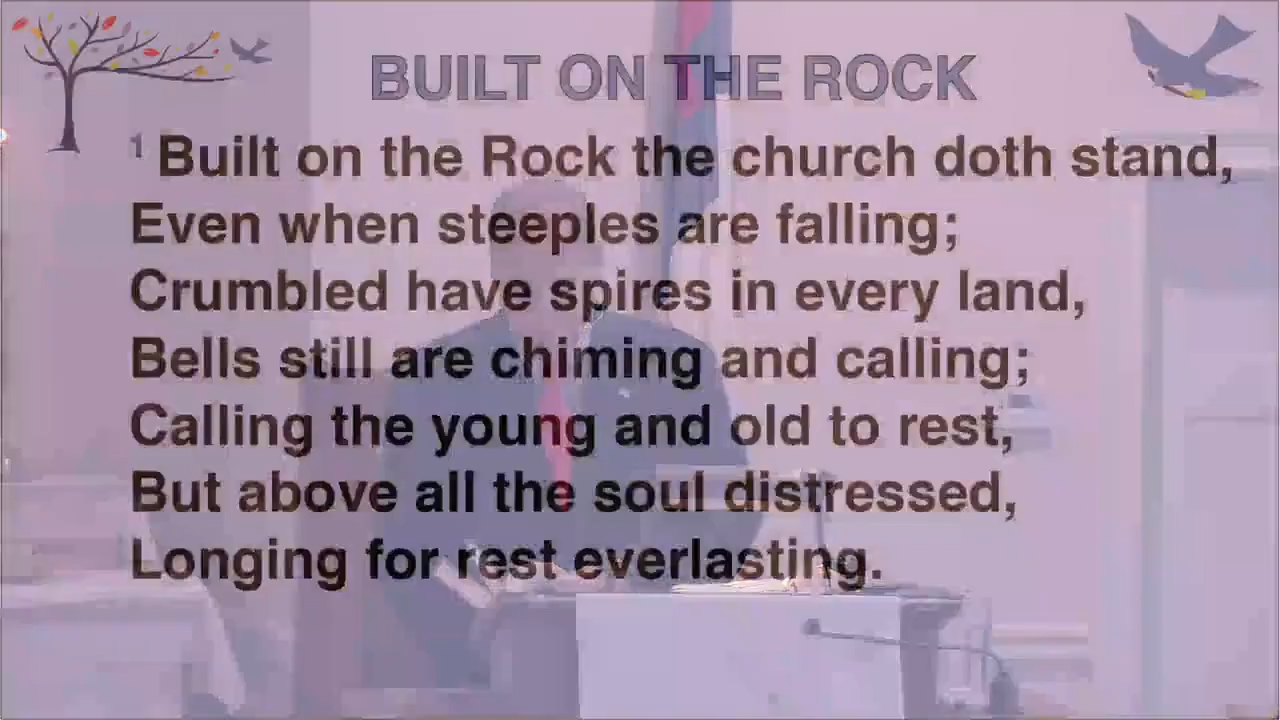 BUILT ON THE ROCK
1 Built on the Rock the church doth stand,
Even when steeples are falling;
Crumbled have spires in every land,
Bells still are chiming and calling;
Calling the young and old to rest,
But above all the soul distressed,
Longing for rest everlasting.